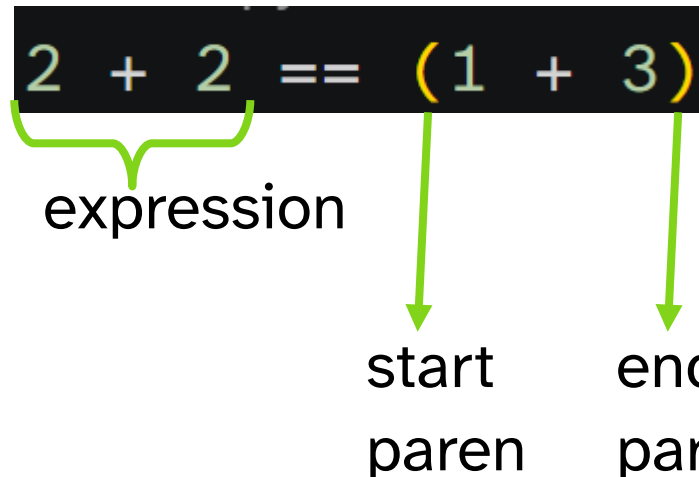 2 + 2 == (1 + 3)
expression
start
paren